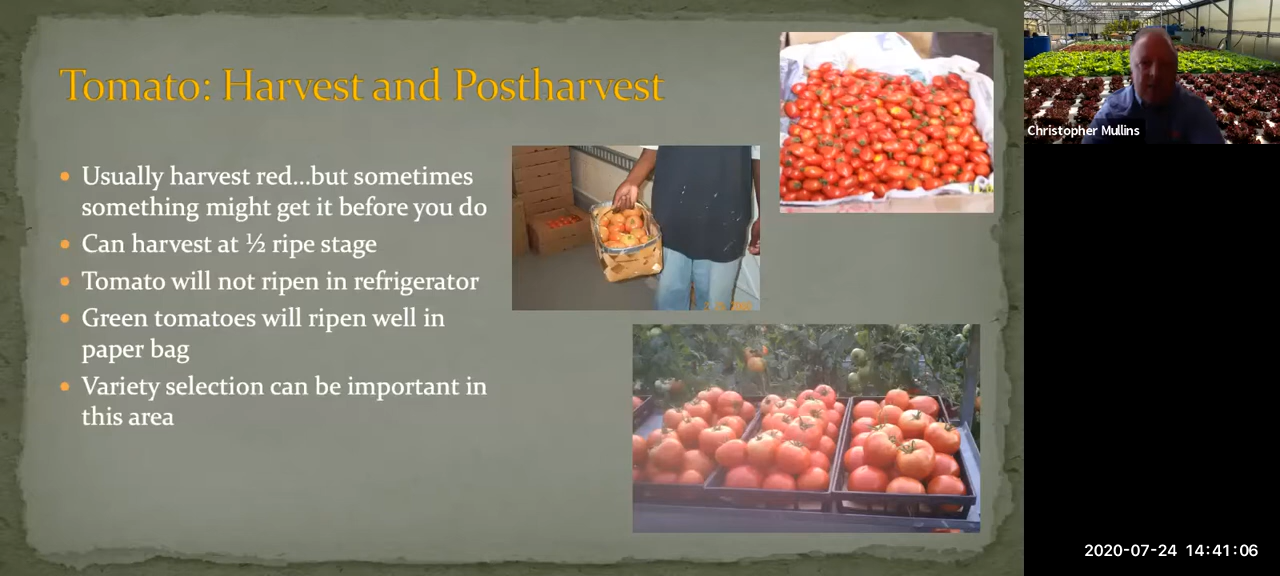 Tomato: Harvest and Postharvest
Usually harvest red...but sometimes
something might get it before you do
Can harvest at ½ ripe stage
Tomato will not ripen in refrigerator
Green tomatoes will ripen well in
paper bag
Variety selection can be important in
this area
Christopher Mullins
2020-07-24 14:41:06